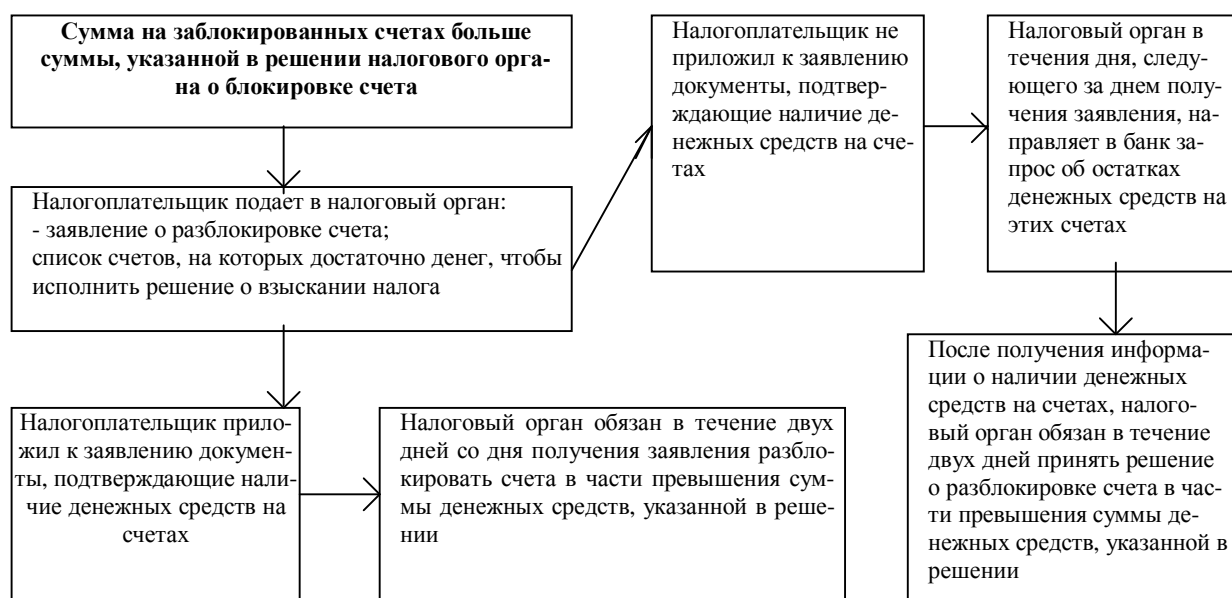 Сумма на заблокированных счетах больше
суммы, указанной в решении налогового орга-
на о блокировке счета
Налогоплательщик подает в налоговый орган:
- заявление о разблокировке счета;
список счетов, на которых достаточно денег, чтобы
исполнить решение о взыскании налога
Налогоплательщик не
приложил к заявлению
документы, подтвер-
ждающие наличие де-
нежных средств на сче-
тах
Налоговый орган в
течения дня, следу-
ющего за днем полу-
чения заявления, на-
правляет в банк за-
прос об остатках
денежных средств на
этих счетах
После получения информа-
ции о наличии денежных
средств на счетах, налого-
вый орган обязан в течение
двух дней принять решение
о разблокировке счета в час-
ти превышения суммы де-
нежных средств, указанной в
решении
Налогоплательщик прило-
жил к заявлению докумен-
ты, подтверждающие нали-
чие денежных средств на
счетах
Налоговый орган обязан в течение двух
дней со дня получения заявления разбло-
кировать счета в части превышения сум-
мы денежных средств, указанной в реше-
нии